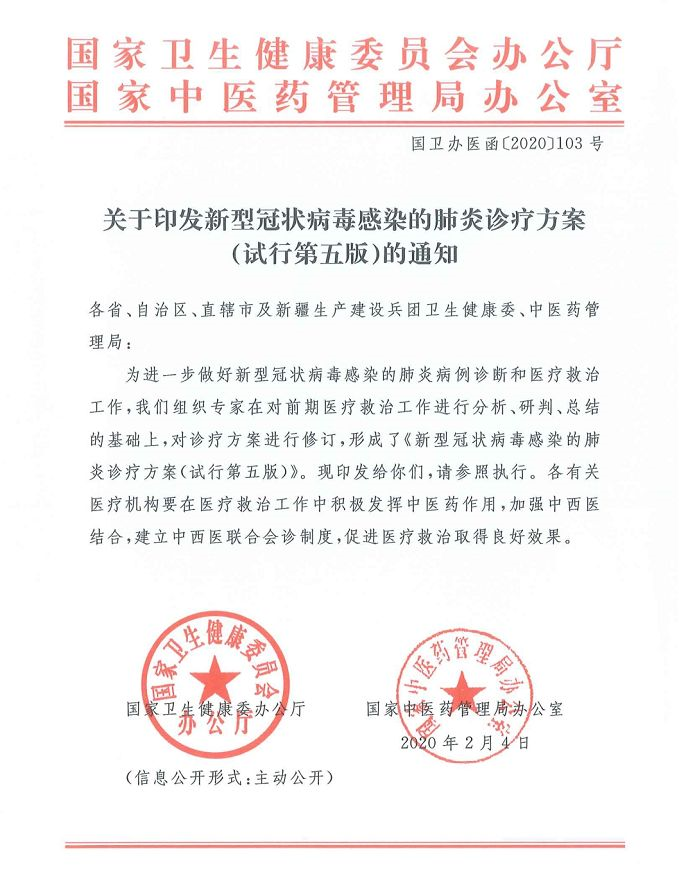 国家卫生健康委员会办公厅
国家中医药管理局办公室
国卫办医函〔2020〕103 号
关于印发新型冠状病毒感染的肺炎诊疗方案
(试行第五版)的通知
各省、自治区、直辖市及新疆生产建设兵团卫生健康委、中医药管
理局:
为进一步做好新型冠状病毒感染的肺炎病例诊断和医疗救治
工作,我们组织专家在对前期医疗救治工作进行分析、研判、总结
的基础上,对诊疗方案进行修订,形成了《新型冠状病毒感染的肺
炎诊疗方案(试行第五版)》。现印发给你们,请参照执行。各有关
医疗机构要在医疗救治工作中积极发挥中医药作用,加强中西医
结合,建立中西医联合会诊制度,促进医疗救治取得良好效果。
国家卫生健康委员会
办公厅
国家中医药管理局办公室
国家卫生健康委办公厅
国家中医药管理局办公室
2020 年 2 月 4 日
(信息公开形式:主动公开)